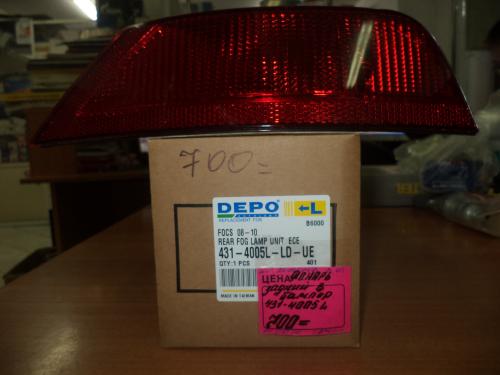 700=
DEPO
REPLACEMENT FOR
L
B6000
FOCS 08-10
REAR FOG LAMP UNIT ECE
431-4005L-LD-UE
QTY:1 PCS
401
MADE IN TAIWAN
ЦЕНА фонарь
задний в
бампер
431-4005 L
700=